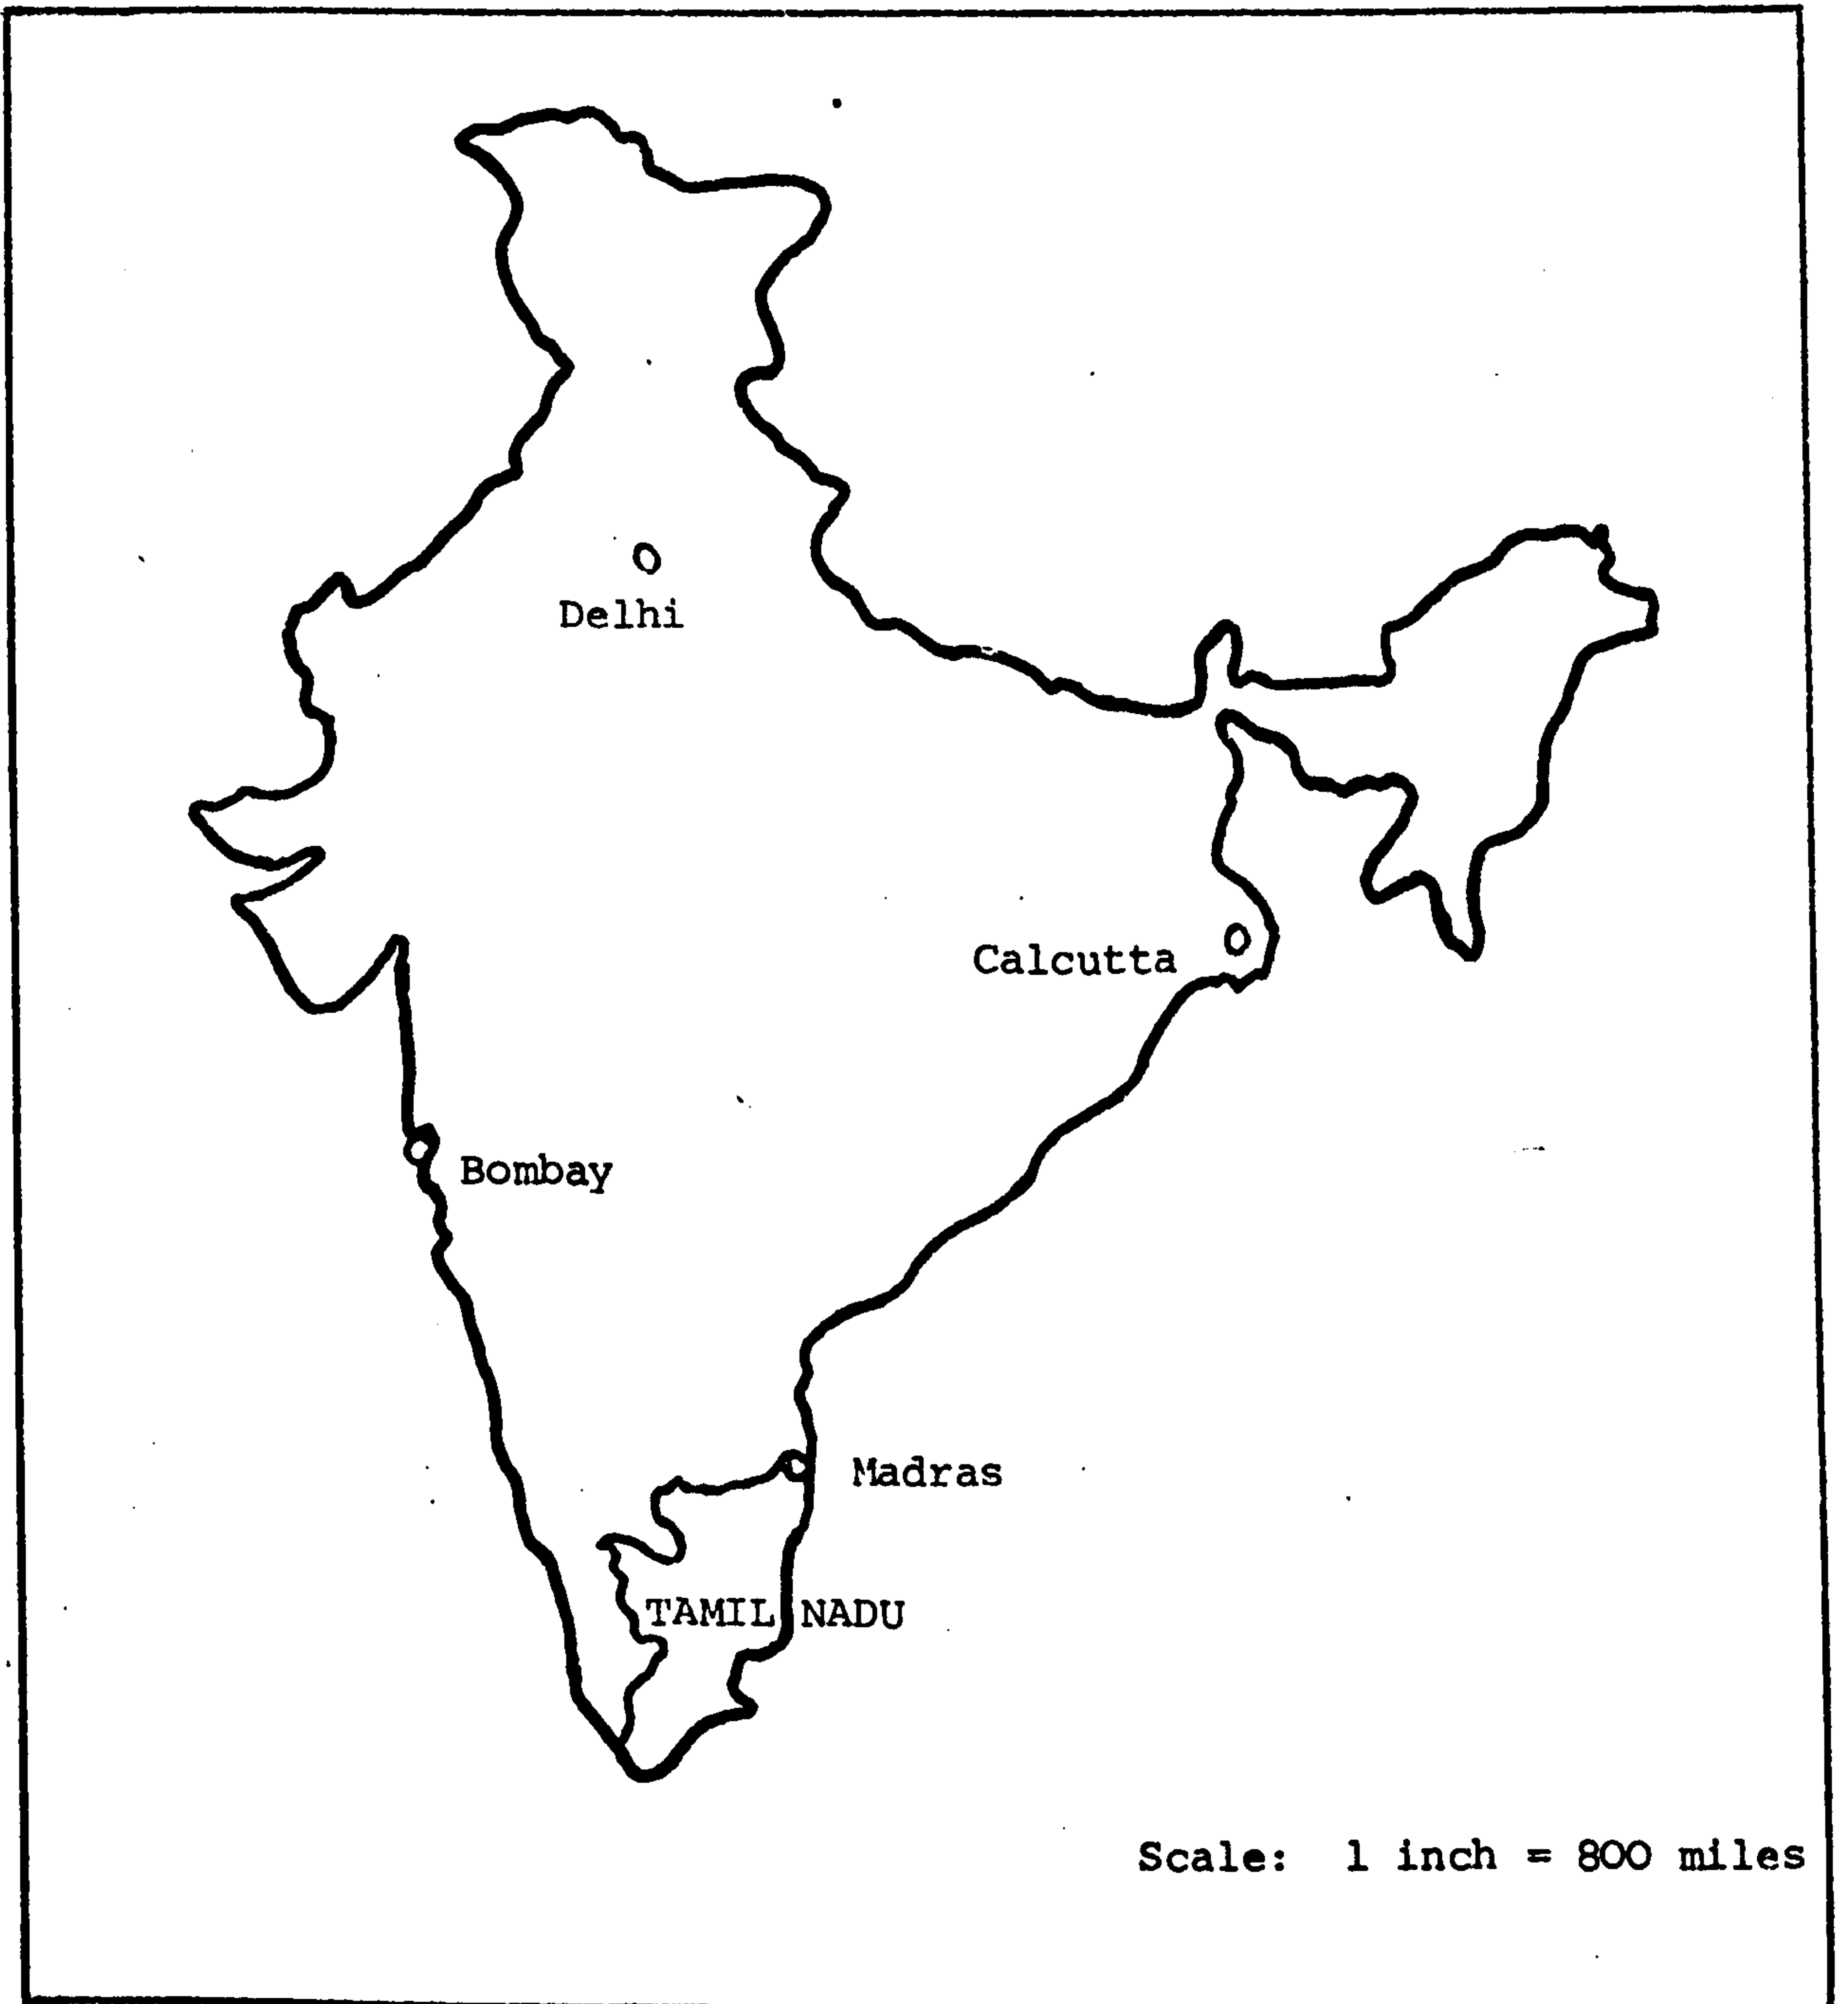 Delhi
Calcutta
Bombay
Madras
TAMIL NADU
Scale: 1 inch = 800 miles